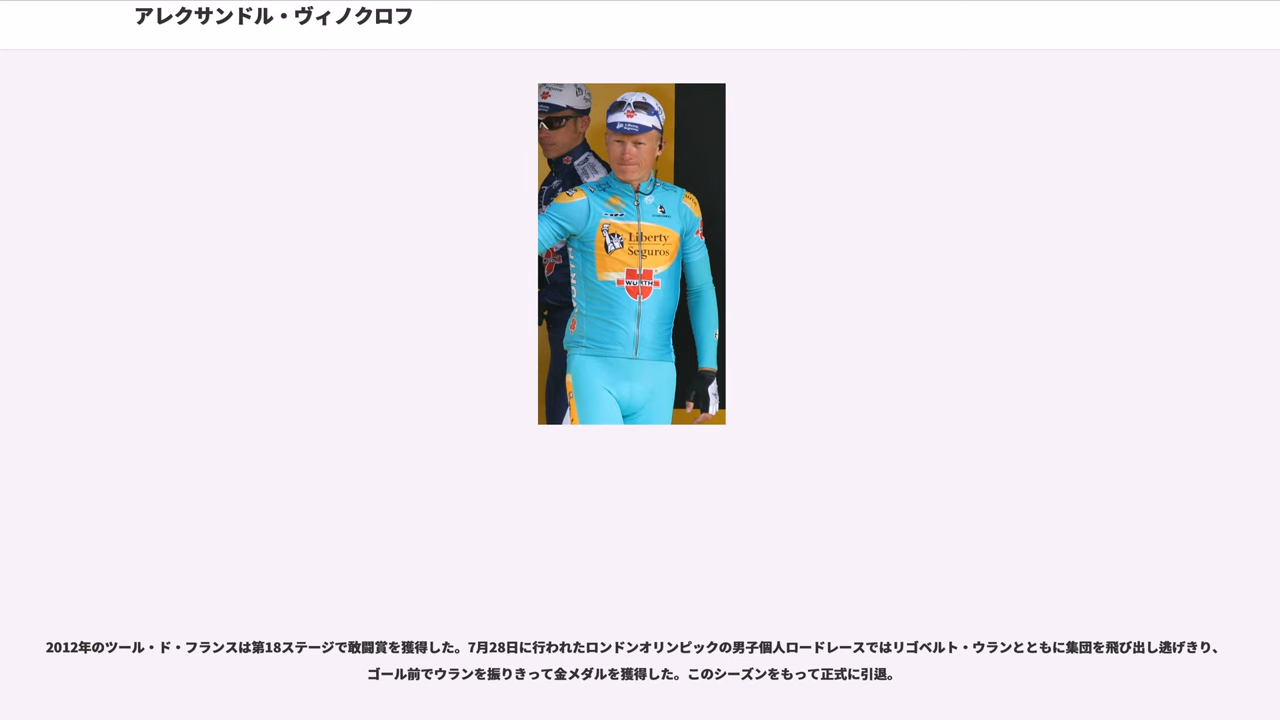 アレクサンドル・ヴィノクロフ
Liberty
Seguros
WÜRTH
2012年のツール・ド・フランスは第18ステージで敢闘賞を獲得した。7月28日に行われたロンドンオリンピックの男子個人ロードレースではリゴベルト・ウランとともに集団を飛び出し逃げきり、
ゴール前でウランを振りきって金メダルを獲得した。このシーズンをもって正式に引退。